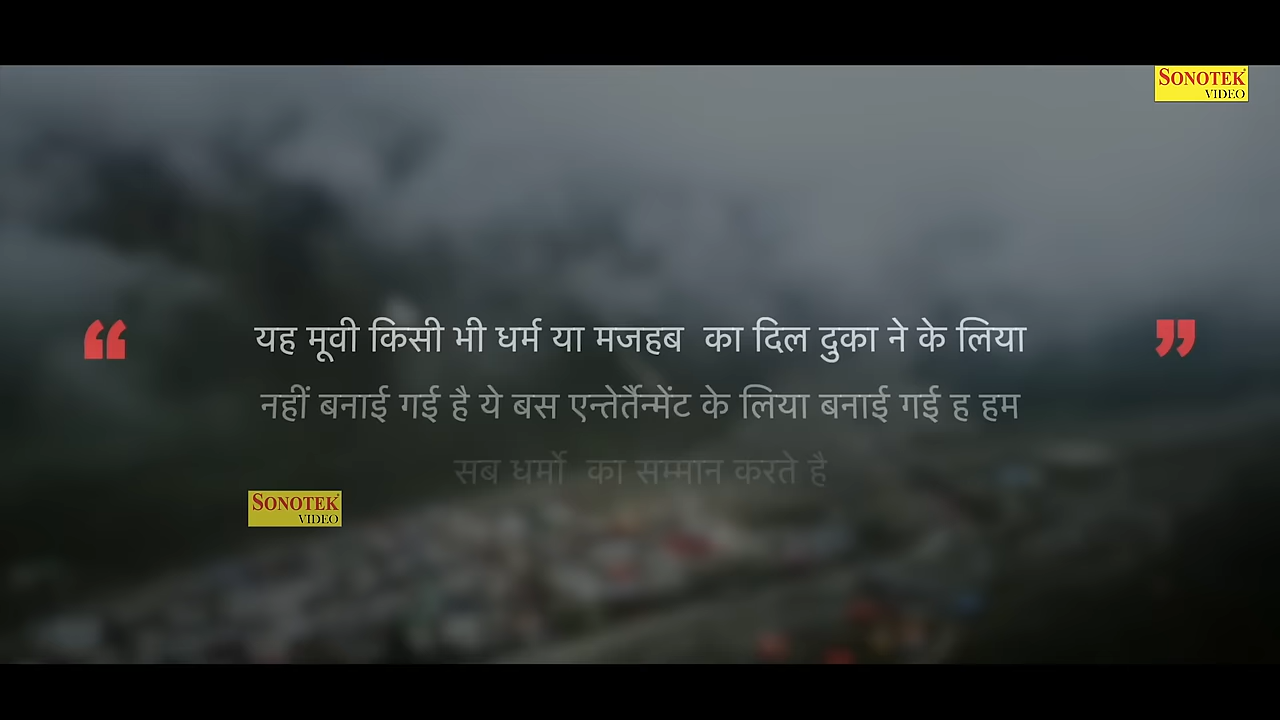 SONOTEK
VIDEO
“ यह मूवी किसी भी धर्म या मजहब का दिल दुका ने के लिया ”
नहीं बनाई गई है ये बस एन्तेर्तैन्मेंट के लिया बनाई गई ह हम
सब धर्मो का सम्मान करते है
SONOTEK
VIDEO